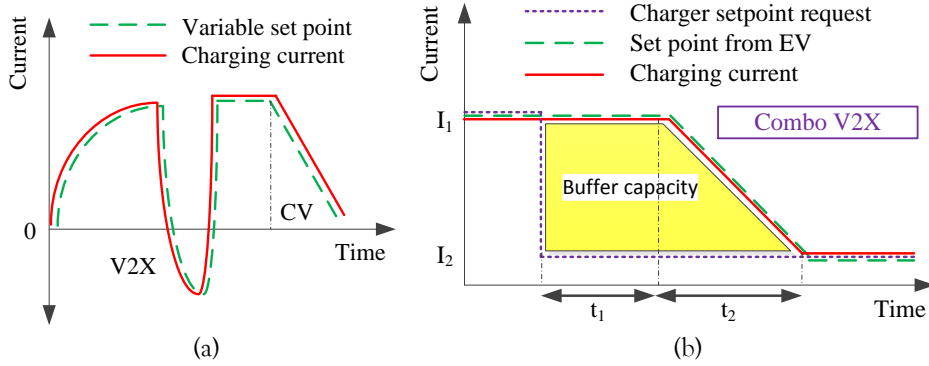 Current
Variable set point
Charging current
0
V2X
CV
Time
(a)
Current
Charger setpoint request
Set point from EV
Charging current
Combo V2X
I1
Buffer capacity
I2
t1
t2
Time
(b)